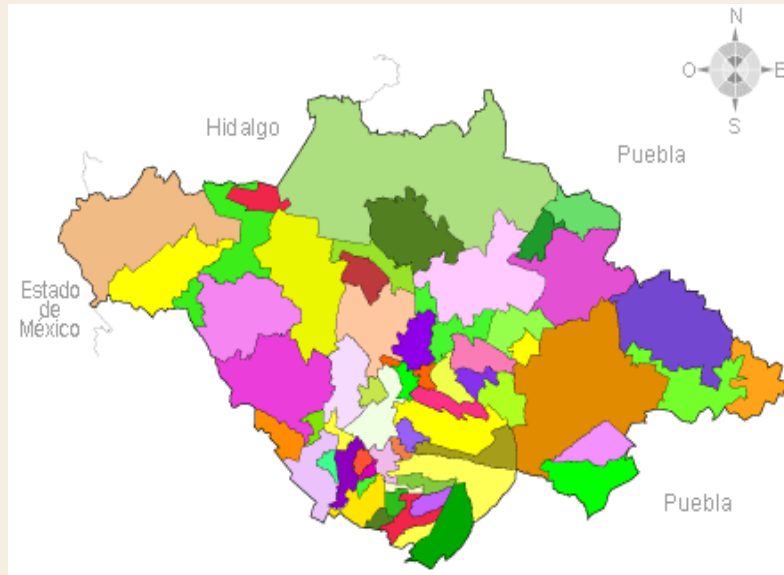 N
O E
S
Hidalgo
Puebla
Estado
de
México
Puebla